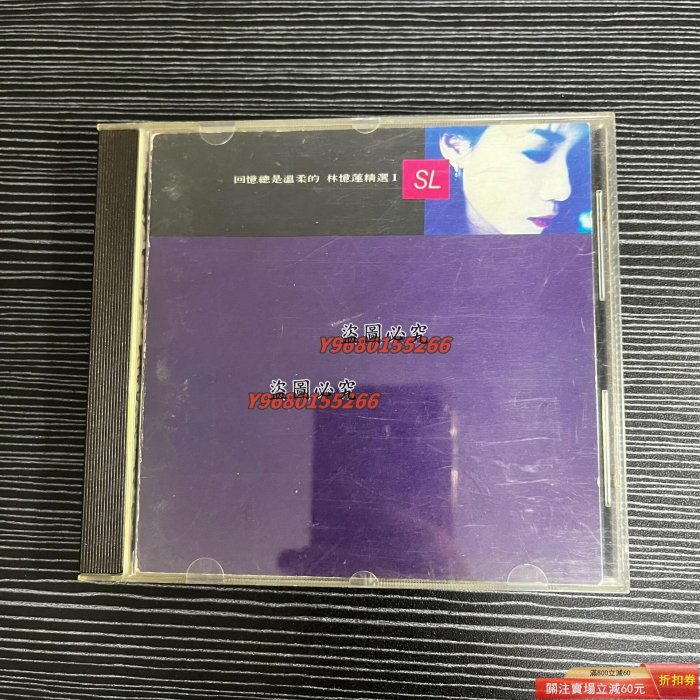 回憶總是溫柔的 林憶蓮精選 I
SL
盜圖必究
Y9680155266
盜圖必究
Y9680155266
滿800立減60
關注賣場立減60元
折扣券